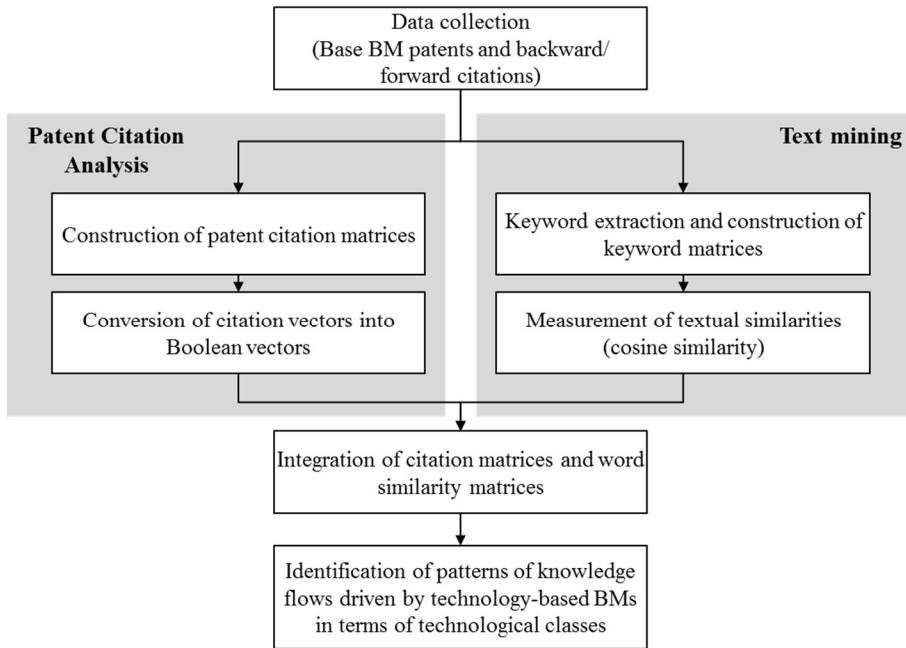 Data collection
(Base BM patents and backward/
forward citations)
Patent Citation
Analysis
Text mining
Construction of patent citation matrices
Keyword extraction and construction of
keyword matrices
Conversion of citation vectors into
Boolean vectors
Measurement of textual similarities
(cosine similarity)
Integration of citation matrices and word
similarity matrices
Identification of patterns of knowledge
flows driven by technology-based BMs
in terms of technological classes